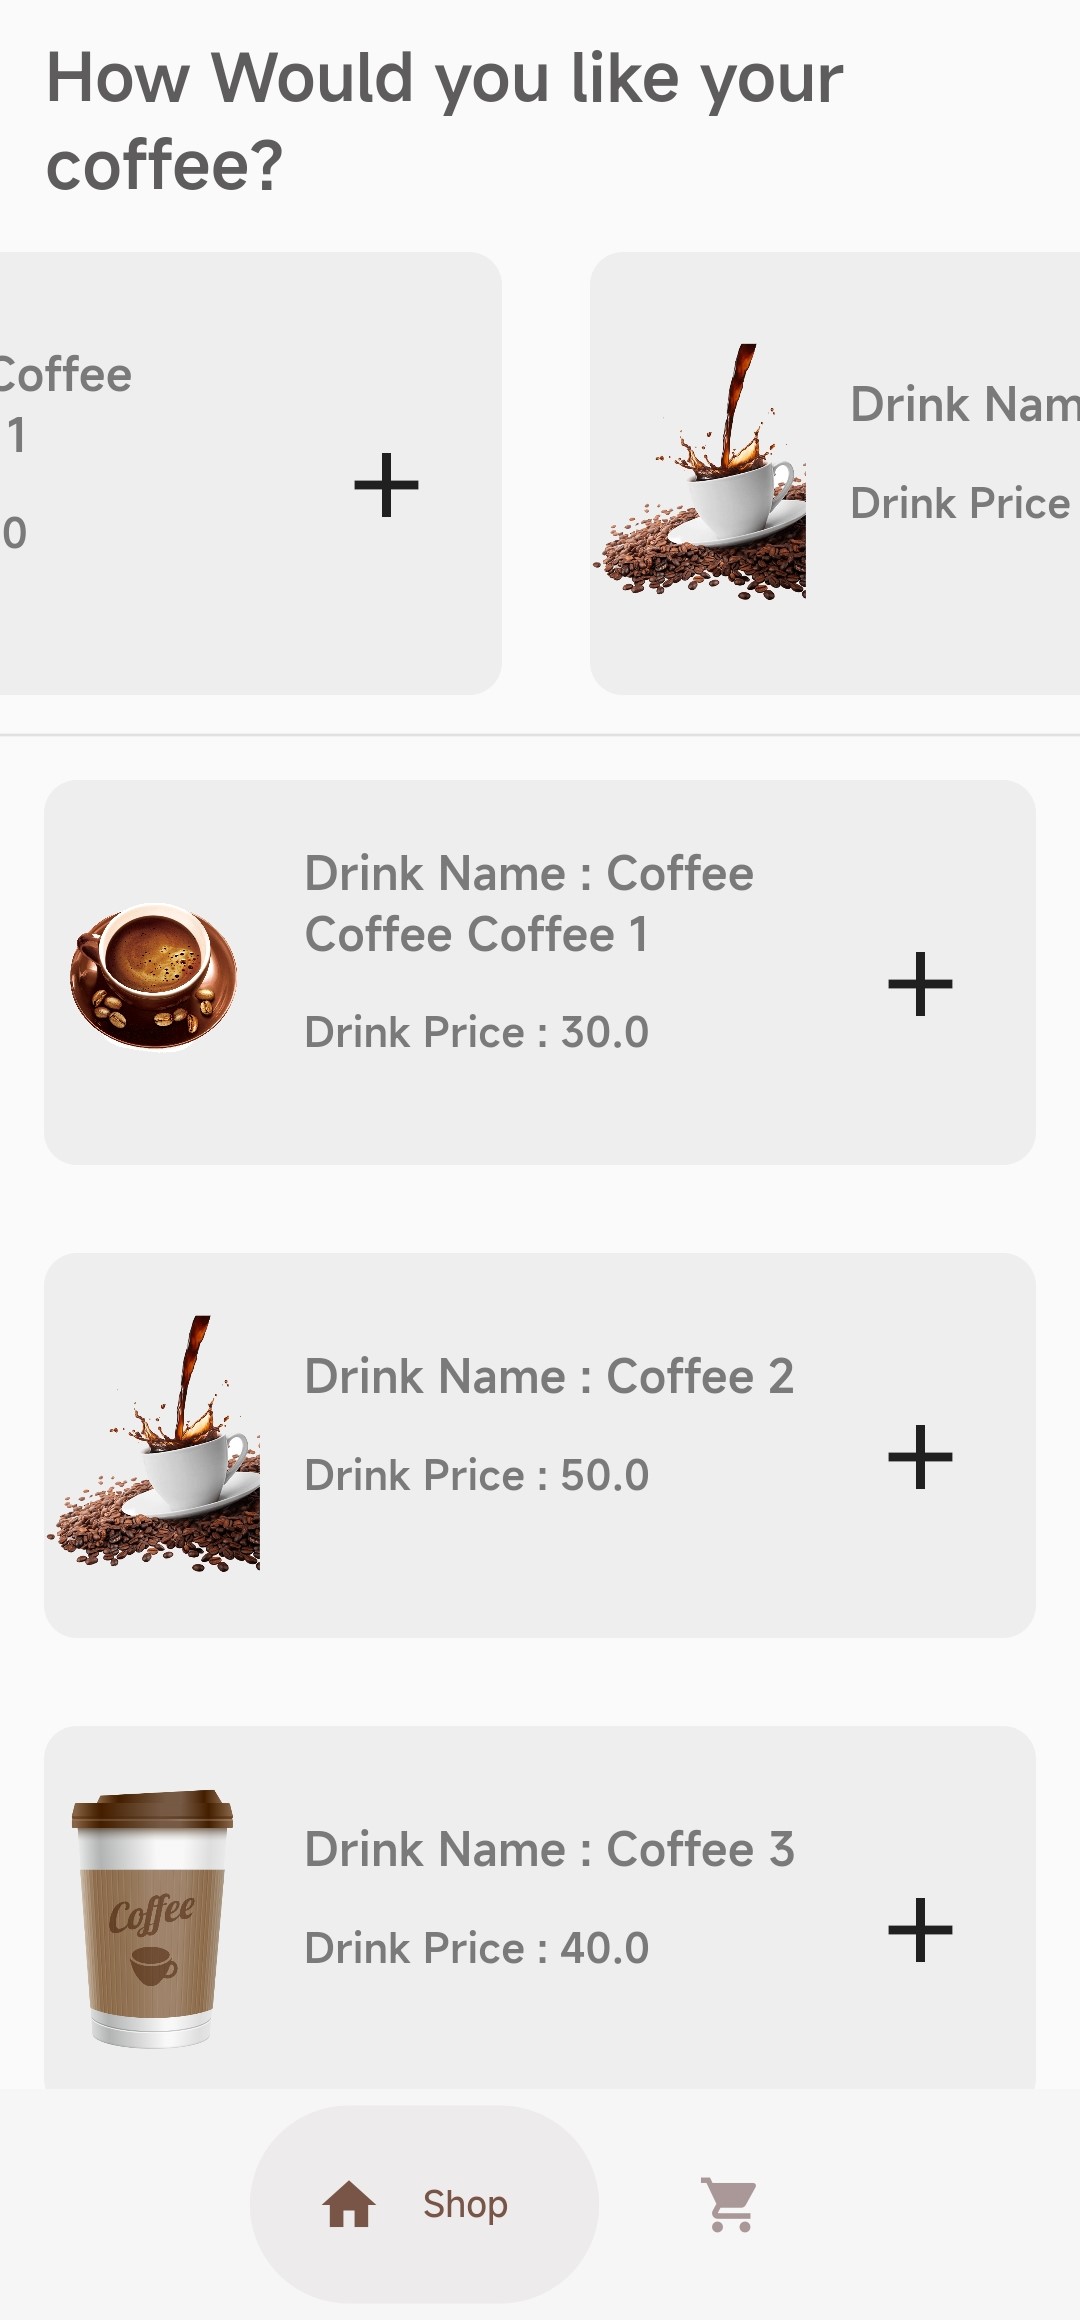 How Would you like your
coffee?
Coffee
1
0
Drink Nam
Drink Price
Drink Name : Coffee
Coffee Coffee 1
Drink Price : 30.0
Drink Name : Coffee 2
Drink Price : 50.0
Coffee
Drink Name : Coffee 3
Drink Price : 40.0
Shop